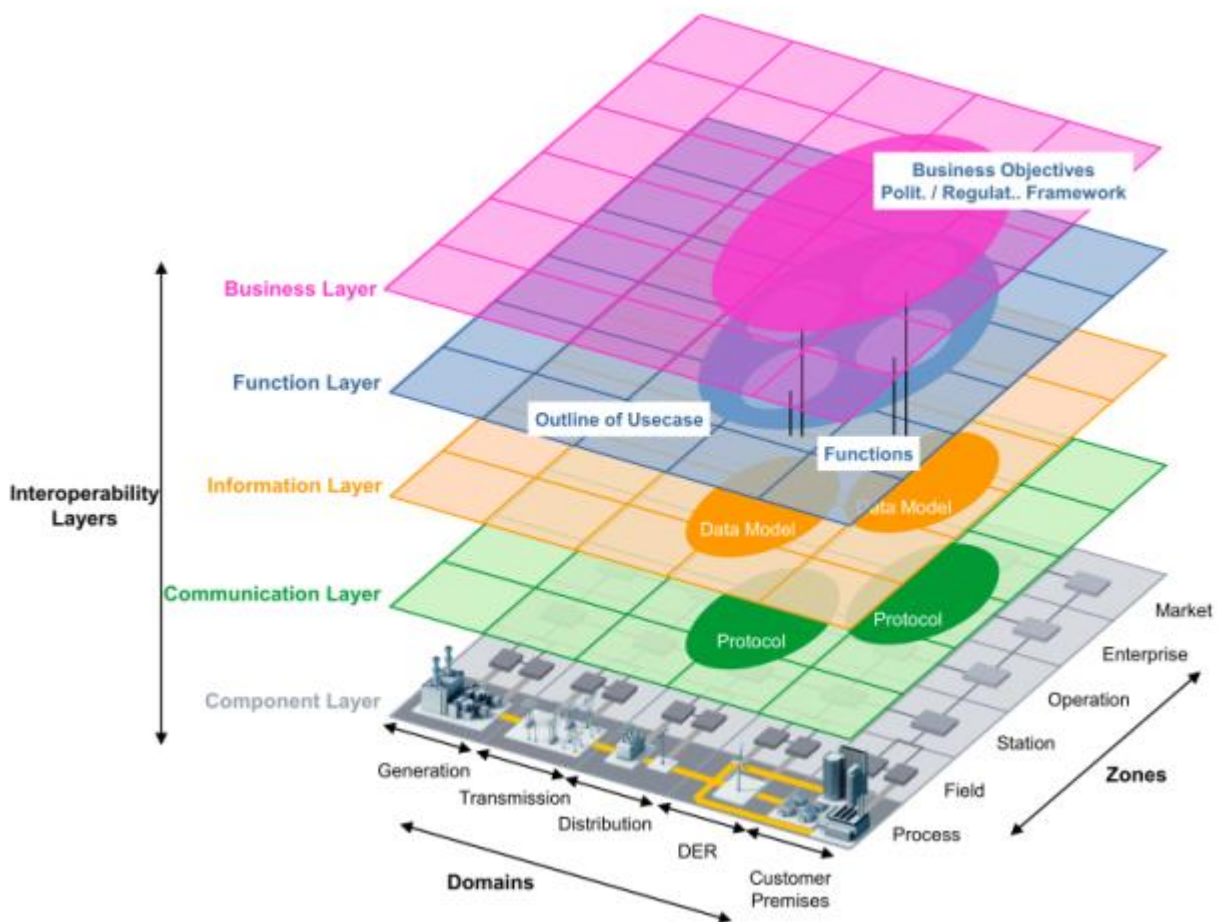 Business Objectives
Polit. / Regulat.. Framework
Business Layer
Function Layer
Outline of Usecase
Functions
Information Layer
Interoperability
Layers
Data Model
Data Model
Communication Layer
Protocol
Protocol
Component Layer
Market
Enterprise
Operation
Station
Field
Process
Zones
Generation
Transmission
Distribution
DER
Customer
Premises
Domains